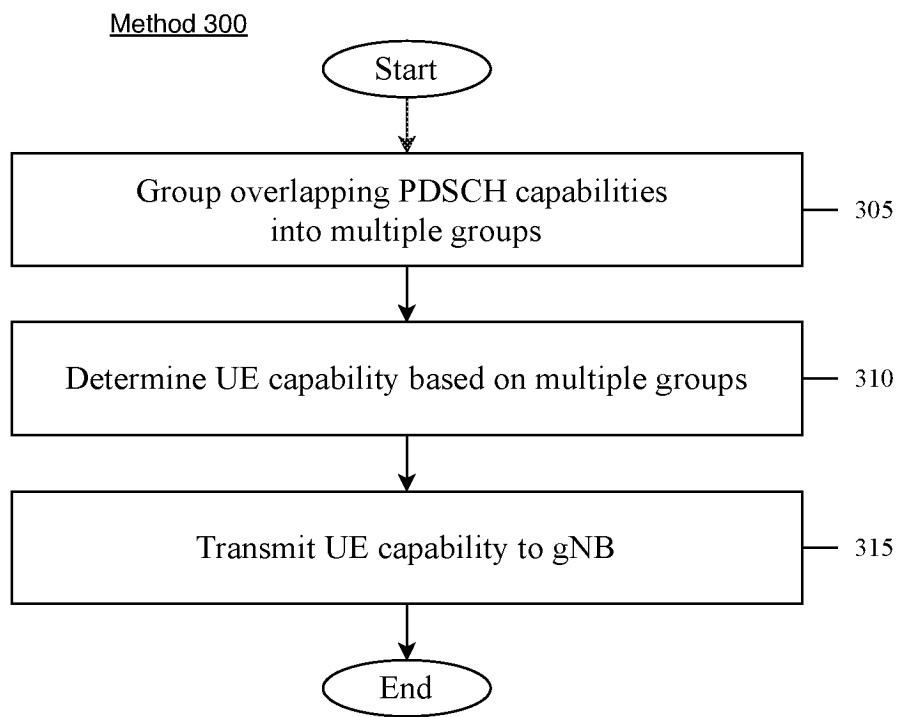 Method 300
Start
Group overlapping PDSCH capabilities
into multiple groups
305
Determine UE capability based on multiple groups
310
Transmit UE capability to gNB
315
End